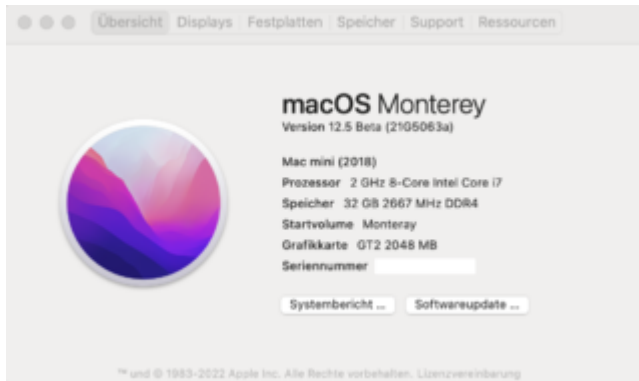 Übersicht Displays Festplatten Speicher Support Ressourcen
macOS Monterey
Version 12.5 Beta (21G5063a)
Mac mini (2018)
Prozessor 2 GHz 8-Core Intel Core i7
Speicher 32 GB 2667 MHz DDR4
Startvolume Monteray
Grafikkarte GT2 2048 MB
Seriennummer
Systembericht ...
Softwareupdate ...
™ und © 1983-2022 Apple Inc. Alle Rechte vorbehalten. Lizenzvereinbarung